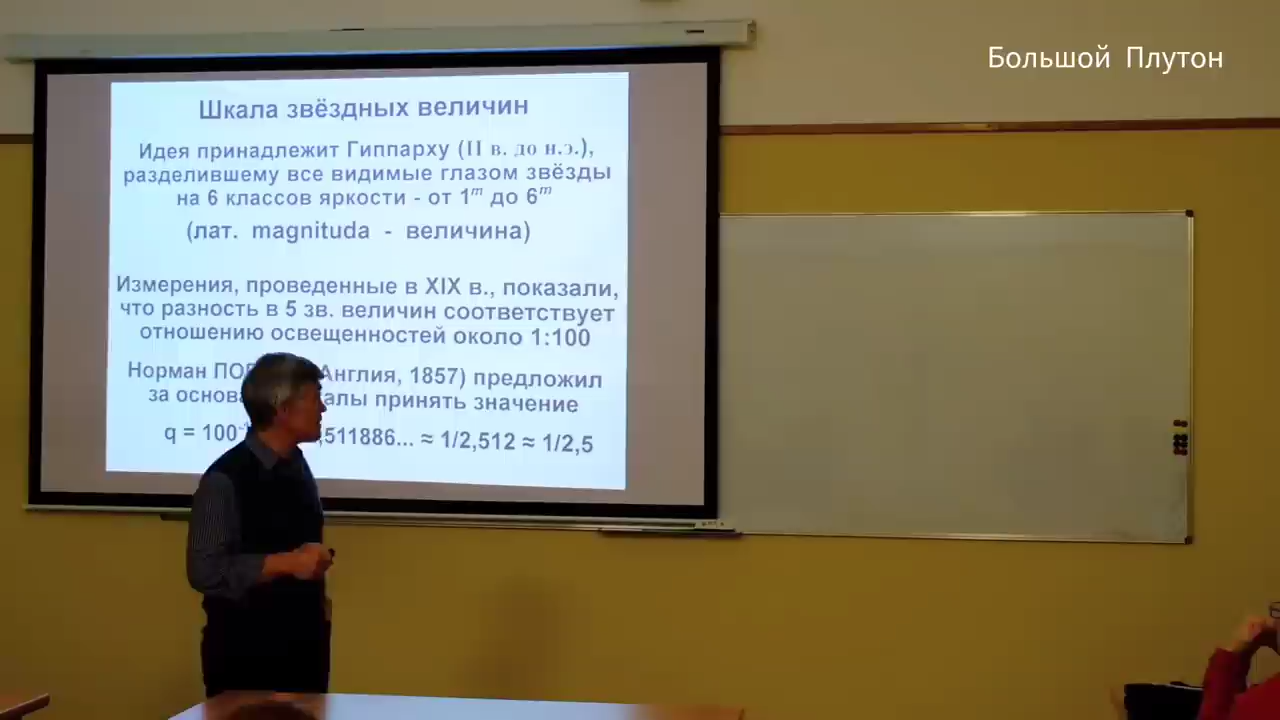 Большой Плутон
Шкала звёздных величин
Идея принадлежит Гиппарху (II в. до н.э.),
разделившему все видимые глазом звёзды
на 6 классов яркости - от 1ᵐ до 6ᵐ
(лат. magnituda - величина)
Измерения, проведенные в XIX в., показали,
что разность в 5 зв. величин соответствует
отношению освещенностей около 1:100
Норман Англия, 1857) предложил
за принять значение
q = 100 ,511886... ≈ 1/2,512 ≈ 1/2,5